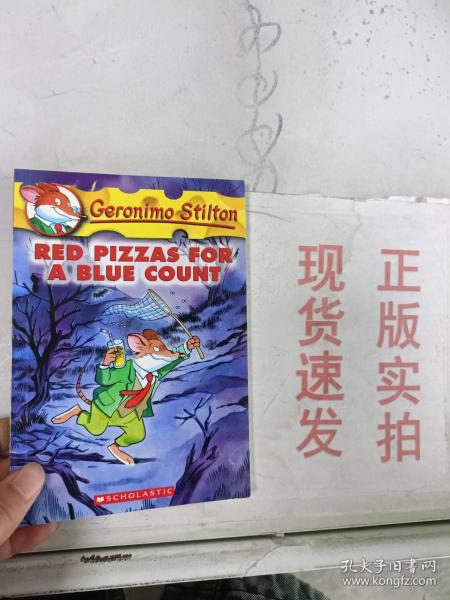 Geronimo Stilton
RED PIZZAS FOR
A BLUE COUNT
SCHOLASTIC
正版实拍
现货速发
孔夫子旧书网
www.kongfz.com